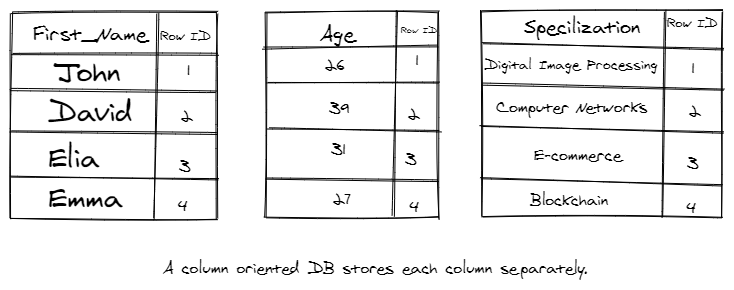 First_Name Row ID
John 1
David 2
Elia 3
Emma 4
Age Row ID
26 1
39 2
31 3
27 4
Specilization Row ID
Digital Image Processing 1
Computer Networks 2
E-commerce 3
Blockchain 4
A column oriented DB stores each column separately.